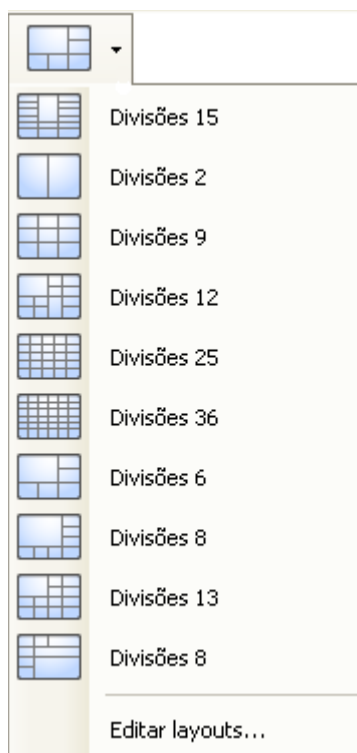 Divisões 15
Divisões 2
Divisões 9
Divisões 12
Divisões 25
Divisões 36
Divisões 6
Divisões 8
Divisões 13
Divisões 8
Editar layouts...